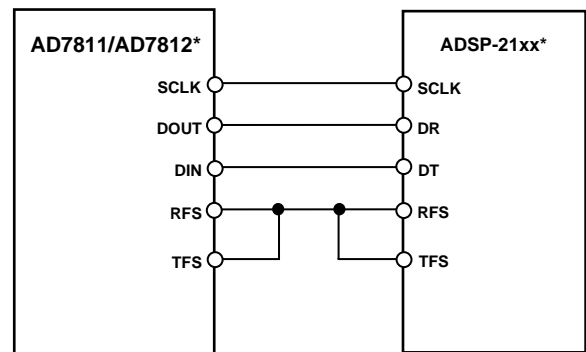 AD7811/AD7812*
ADSP-21xx*
SCLK
SCLK
DOUT
DR
DIN
DT
RFS
RFS
TFS
TFS